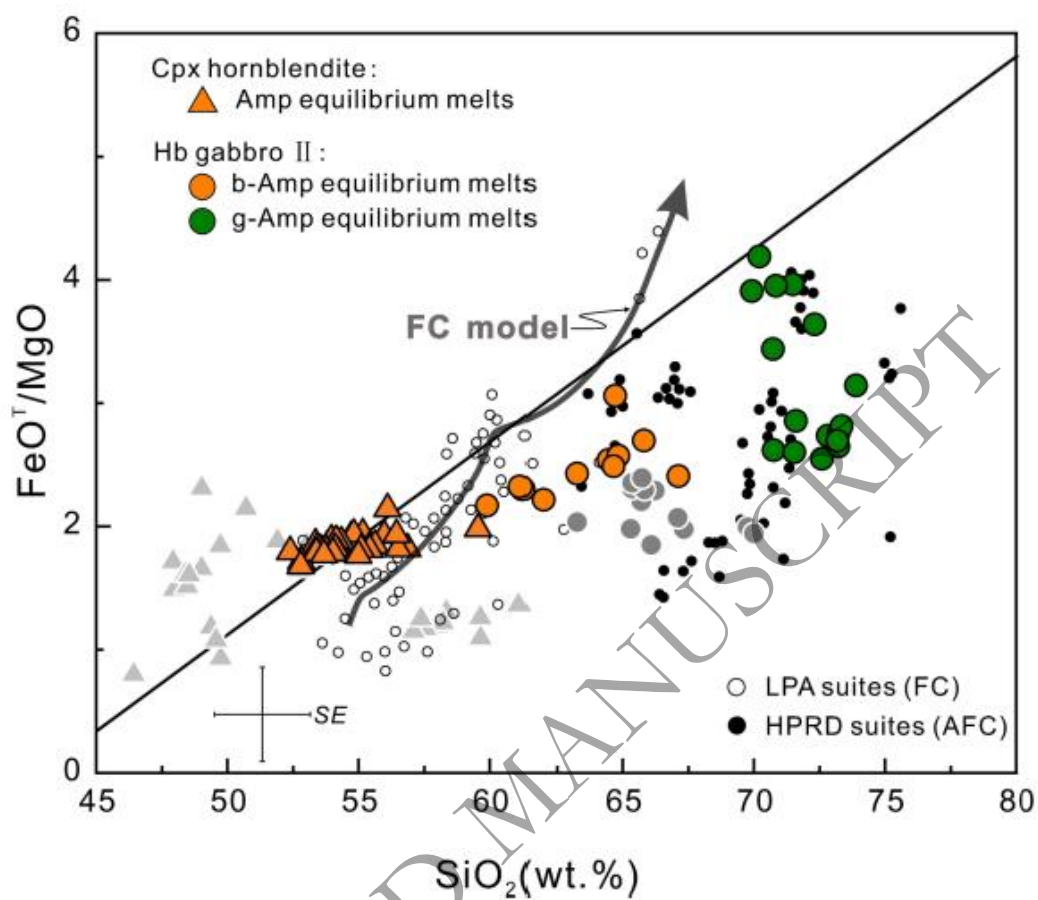 6
4
2
0
FeOᵀ/MgO
Cpx hornblendite:
Amp equilibrium melts
Hb gabbro II:
b-Amp equilibrium melts
g-Amp equilibrium melts
FC model
SE
LPA suites (FC)
HPRD suites (AFC)
D MANUSCRIPT
45 50 55 60 65 70 75 80
SiO₂(wt.%)